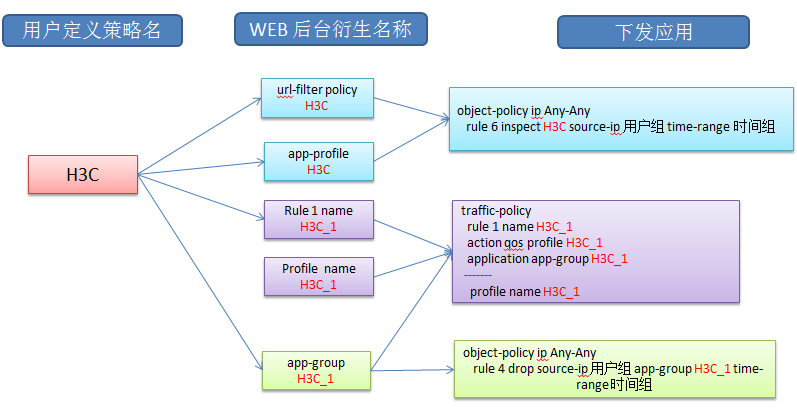 用户定义策略名
WEB 后台衍生名称
下发应用
H3C
url-filter policy
H3C
app-profile
H3C
Rule 1 name
H3C_1
Profile name
H3C_1
app-group
H3C_1
object-policy ip Any-Any
rule 6 inspect H3C source-ip 用户组 time-range 时间组
traffic-policy
rule 1 name H3C_1
action qos profile H3C_1
application app-group H3C_1
-------
profile name H3C_1
object-policy ip Any-Any
rule 4 drop source-ip 用户组 app-group H3C_1 time-
range 时间组